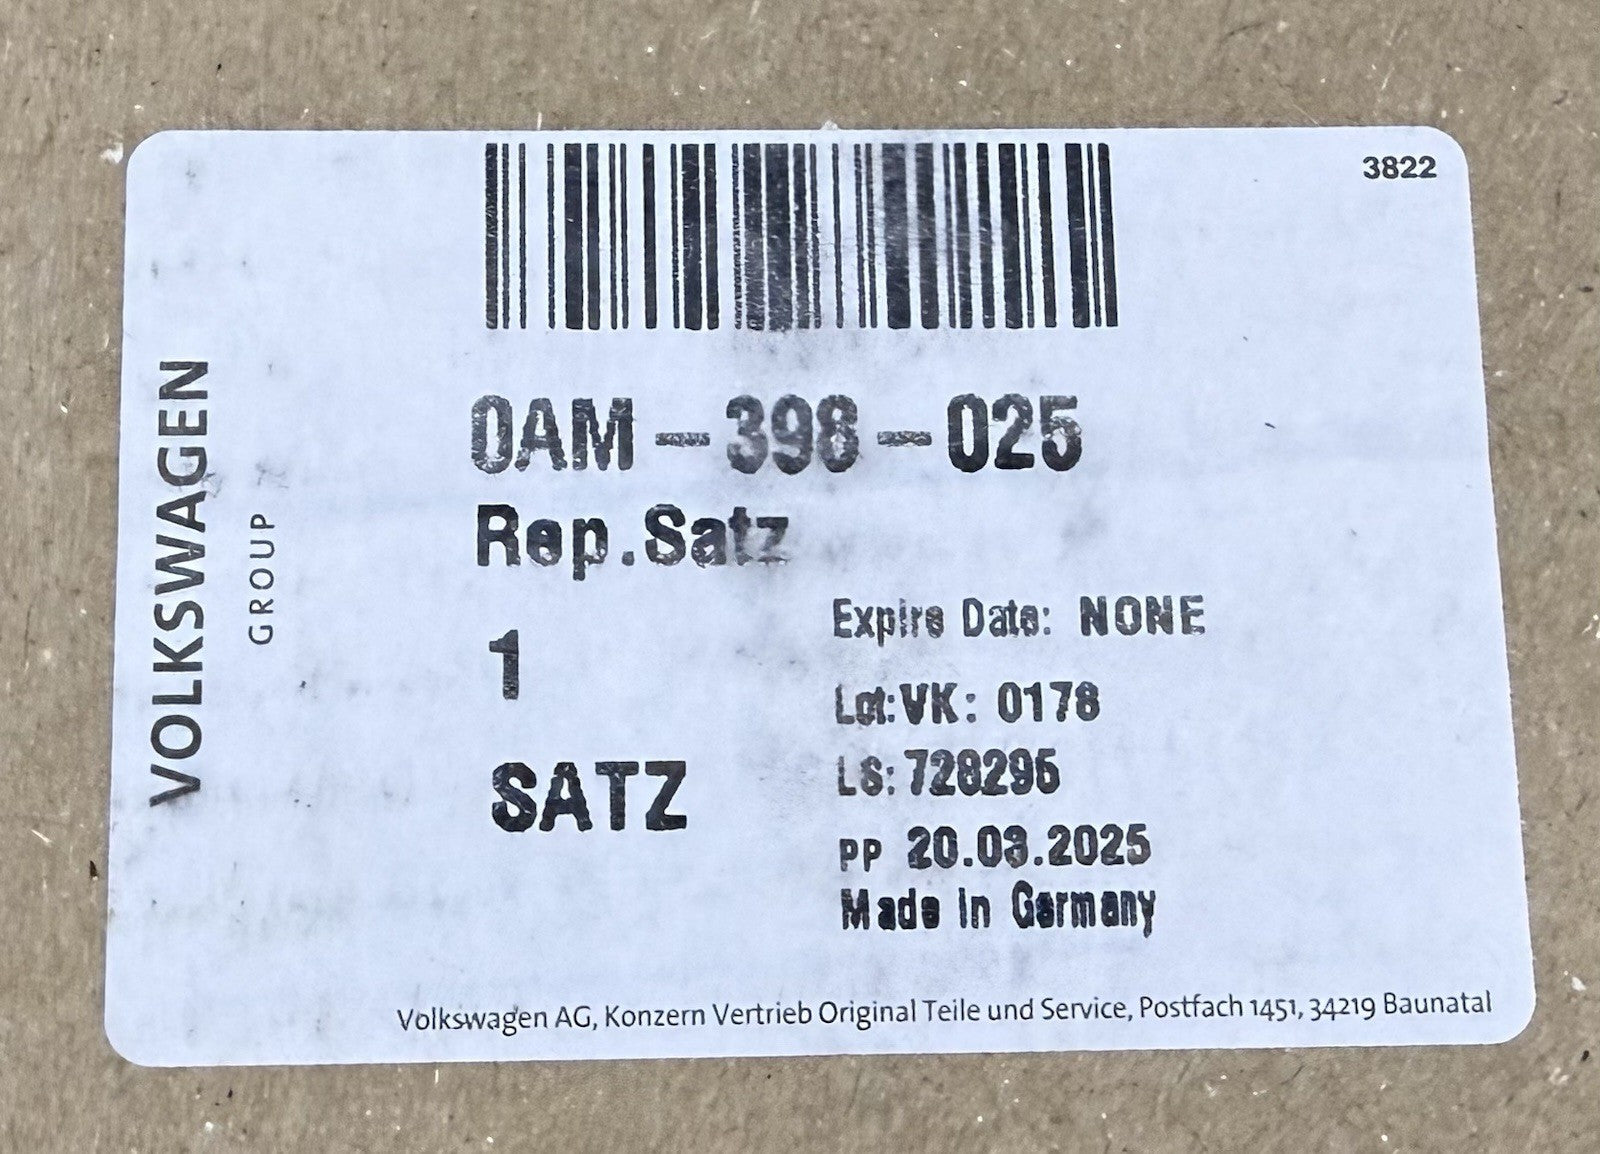 3822
VOLKSWAGEN
GROUP
0AM-398-025
Rep.Satz
1
SATZ
Expire Date: NONE
Lot:VK: 0178
LS: 728295
PP 20.03.2025
Made in Germany
Volkswagen AG, Konzern Vertrieb Original Teile und Service, Postfach 1451, 34219 Baunatal